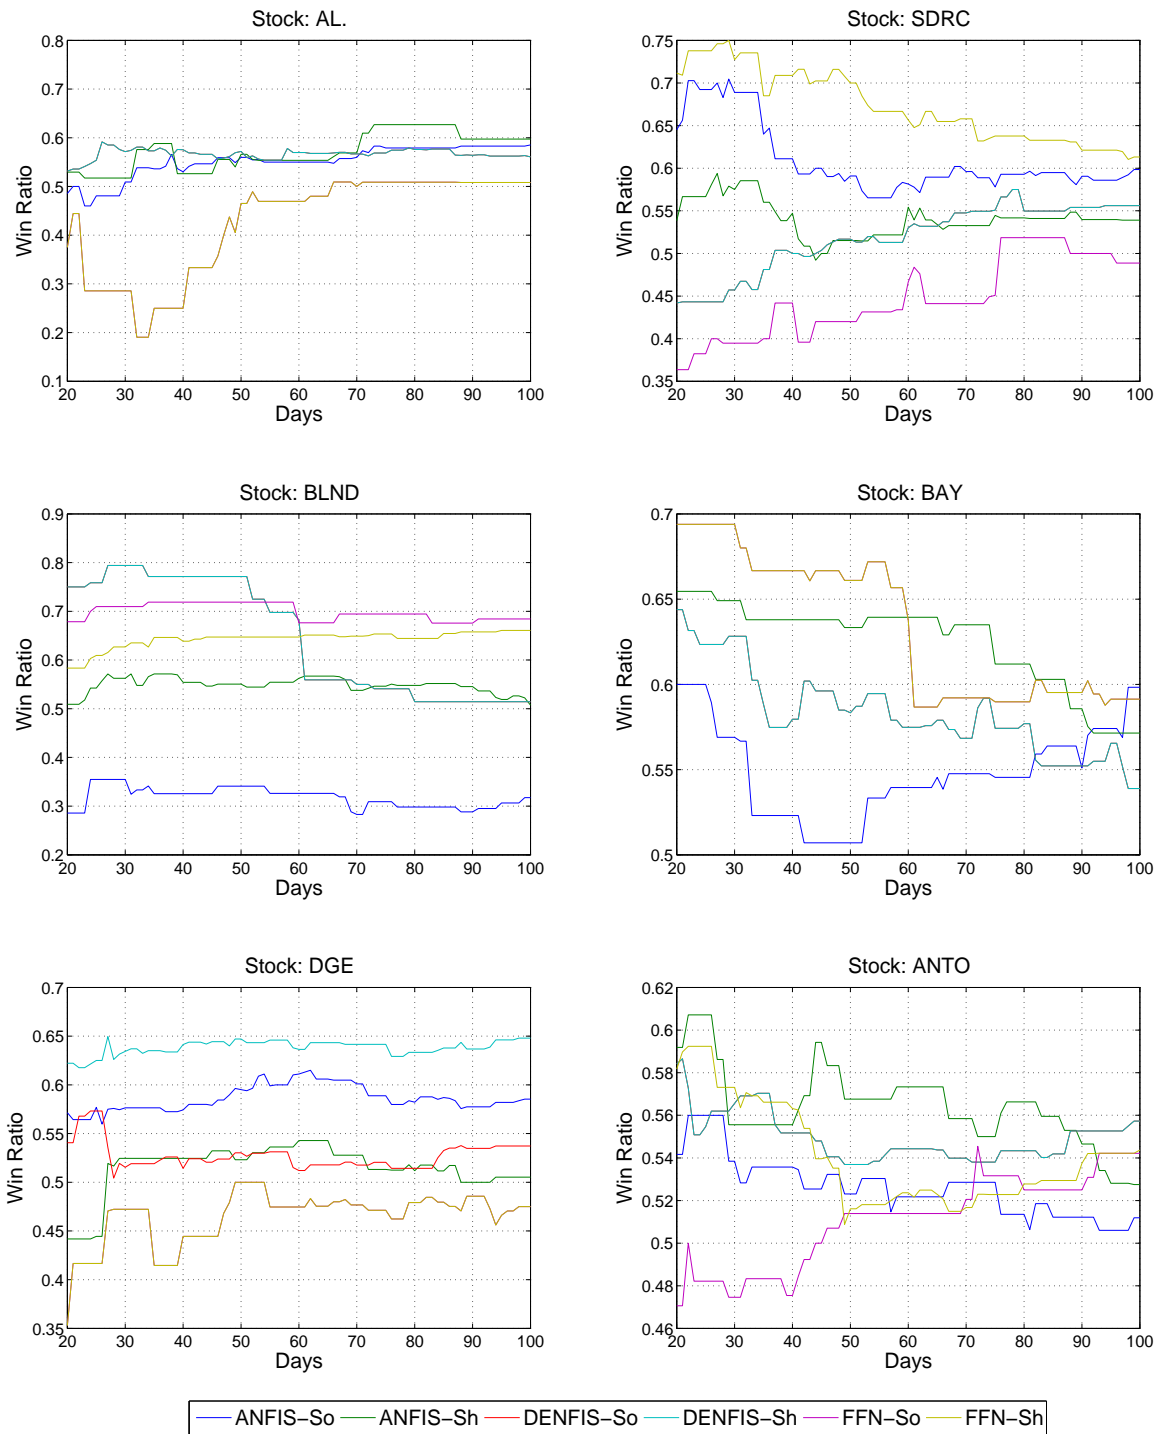 Stock: AL.
Win Ratio
0.8
0.7
0.6
0.5
0.4
0.3
0.2
0.1
20 30 40 50 60 70 80 90 100
Days
Stock: SDRC
Win Ratio
0.75
0.7
0.65
0.6
0.55
0.5
0.45
0.4
0.35
20 30 40 50 60 70 80 90 100
Days
Stock: BLND
Win Ratio
0.9
0.8
0.7
0.6
0.5
0.4
0.3
0.2
20 30 40 50 60 70 80 90 100
Days
Stock: BAY
Win Ratio
0.7
0.65
0.6
0.55
0.5
20 30 40 50 60 70 80 90 100
Days
Stock: DGE
Win Ratio
0.7
0.65
0.6
0.55
0.5
0.45
0.4
0.35
20 30 40 50 60 70 80 90 100
Days
Stock: ANTO
Win Ratio
0.62
0.6
0.58
0.56
0.54
0.52
0.5
0.48
0.46
20 30 40 50 60 70 80 90 100
Days
ANFIS−So ANFIS−Sh DENFIS−So DENFIS−Sh FFN−So FFN−Sh